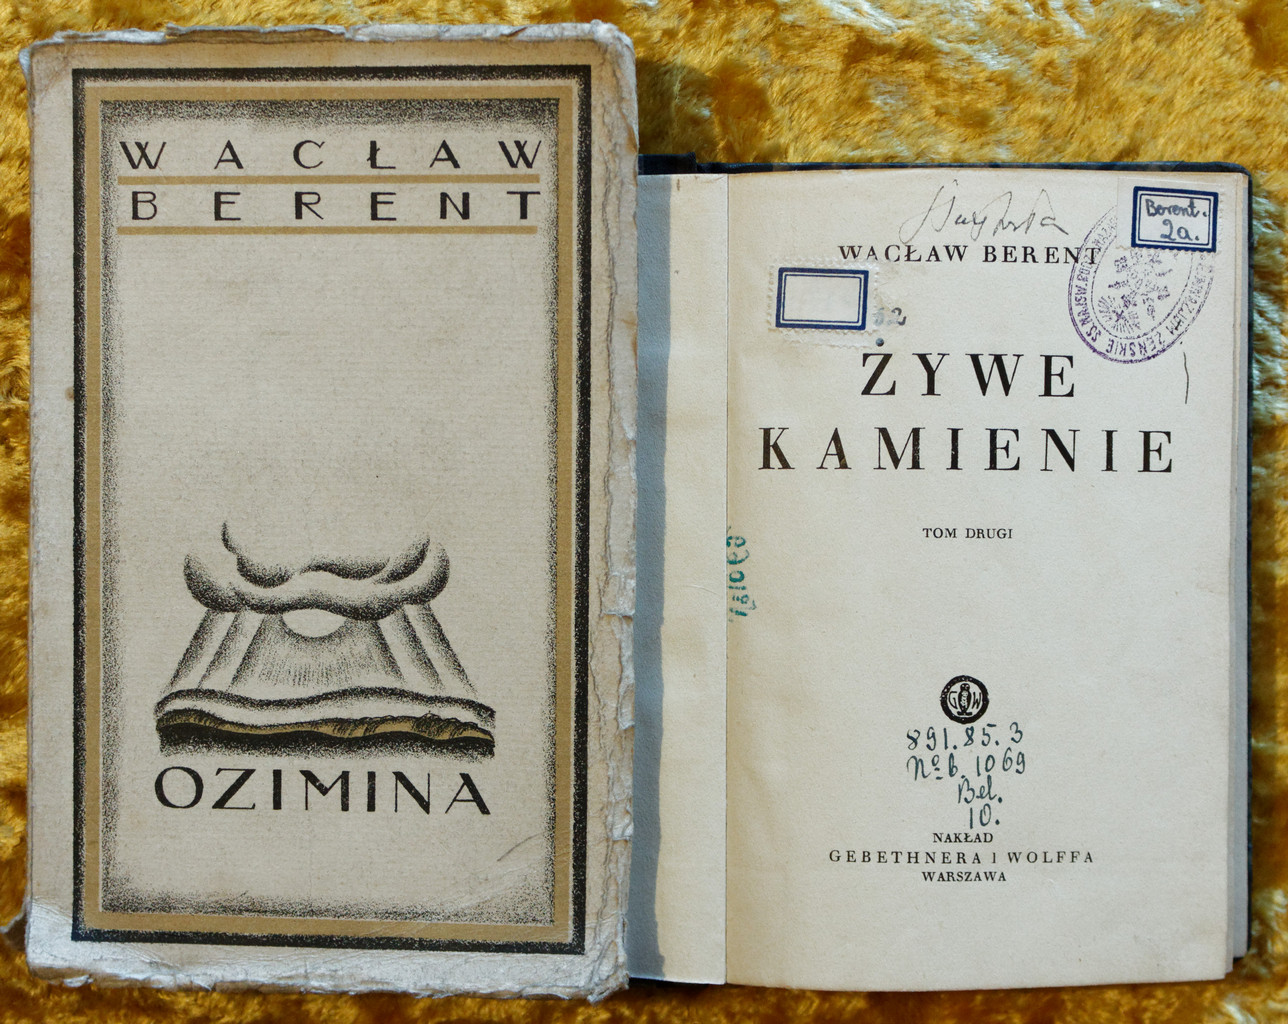 WACŁAW
BERENT
OZIMINA
Berent.
2a.
WACŁAW BERENT
ŻYWE
KAMIENIE
TOM DRUGI
G W
891.85.3
№ b. 1069
Bel.
10.
NAKŁAD
GEBETHNERA I WOLFFA
WARSZAWA